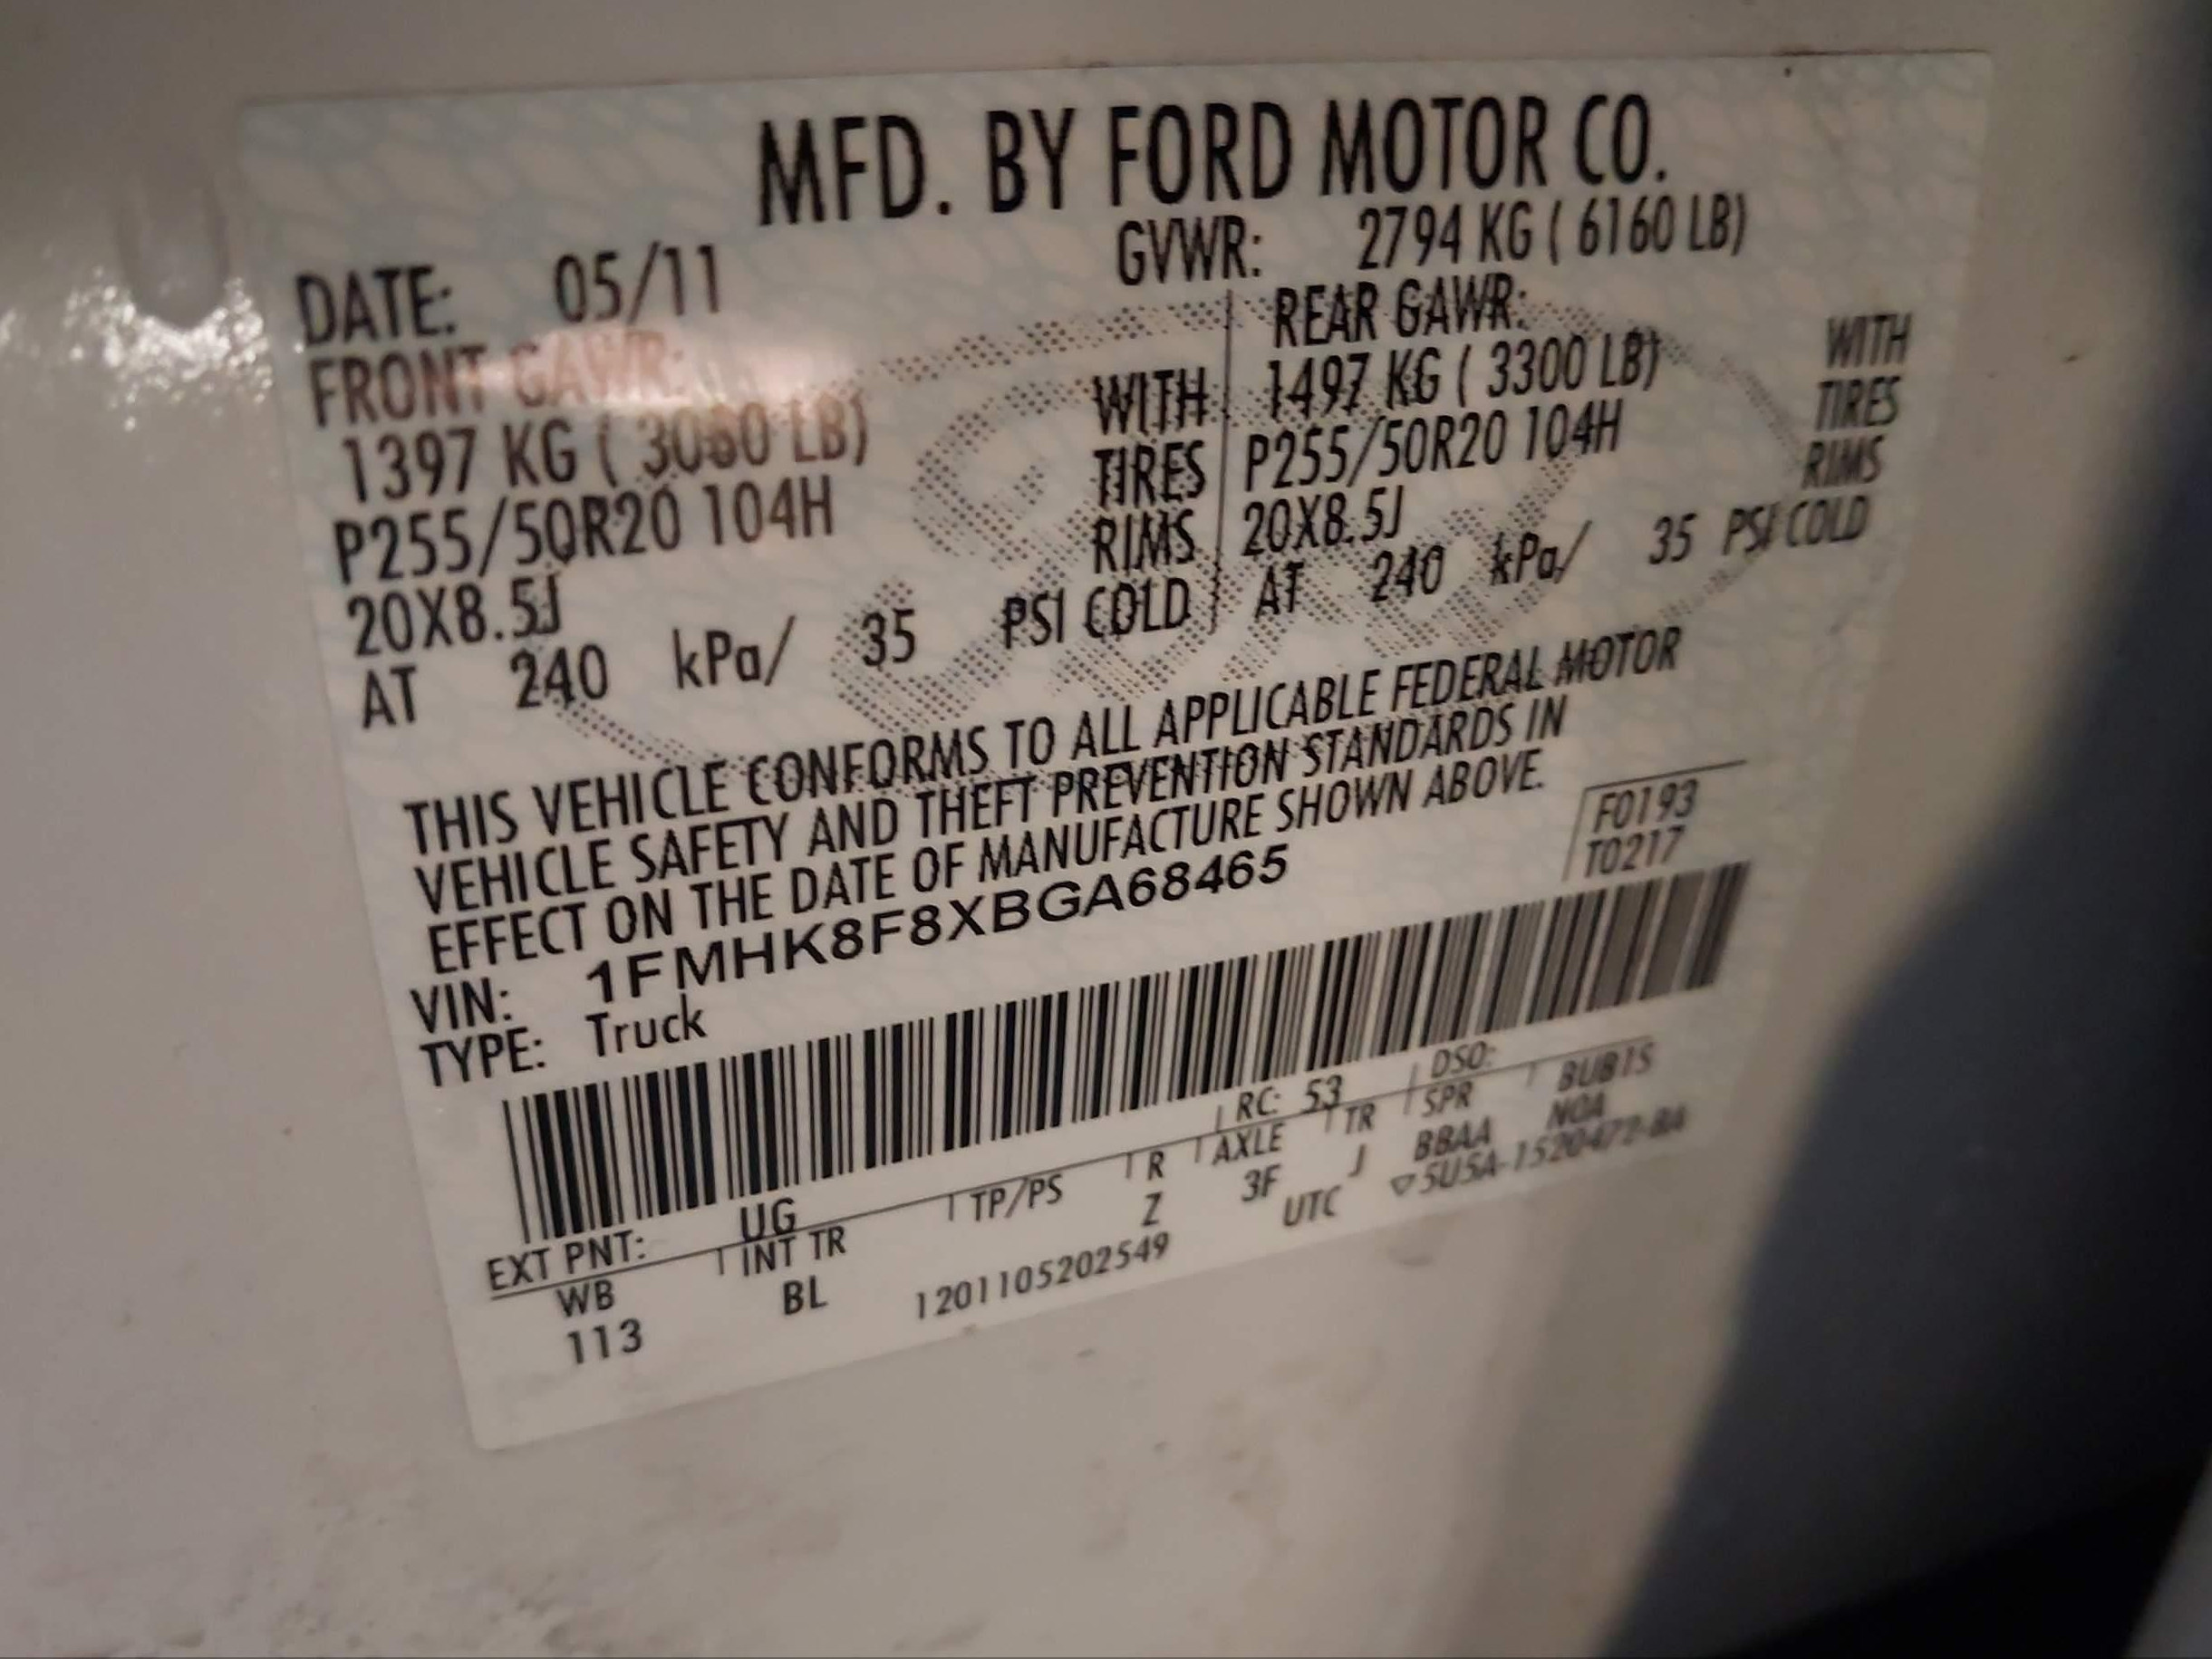 MFD. BY FORD MOTOR CO.
DATE: 05/11 GVWR: 2794 KG ( 6160 LB)
FRONT GAWR: REAR GAWR:
1397 KG ( 3080 LB) WITH 1497 KG ( 3300 LB) WITH
P255/50R20 104H TIRES P255/50R20 104H TIRES
20X8.5J RIMS 20X8.5J RIMS
AT 240 kPa/ 35 PSI COLD AT 240 kPa/ 35 PSI COLD
THIS VEHICLE CONFORMS TO ALL APPLICABLE FEDERAL MOTOR
VEHICLE SAFETY AND THEFT PREVENTION STANDARDS IN
EFFECT ON THE DATE OF MANUFACTURE SHOWN ABOVE.
F0193
T0217
VIN: 1FMHK8F8XBGA68465
TYPE: Truck
EXT PNT: UG RC: 53 DSO:
WB INT TR TP/PS R AXLE TR SPR BUB1S
113 BL Z 3F J BBAA NOA
1201105202549 UTC ▽5U5A-1520472-BA